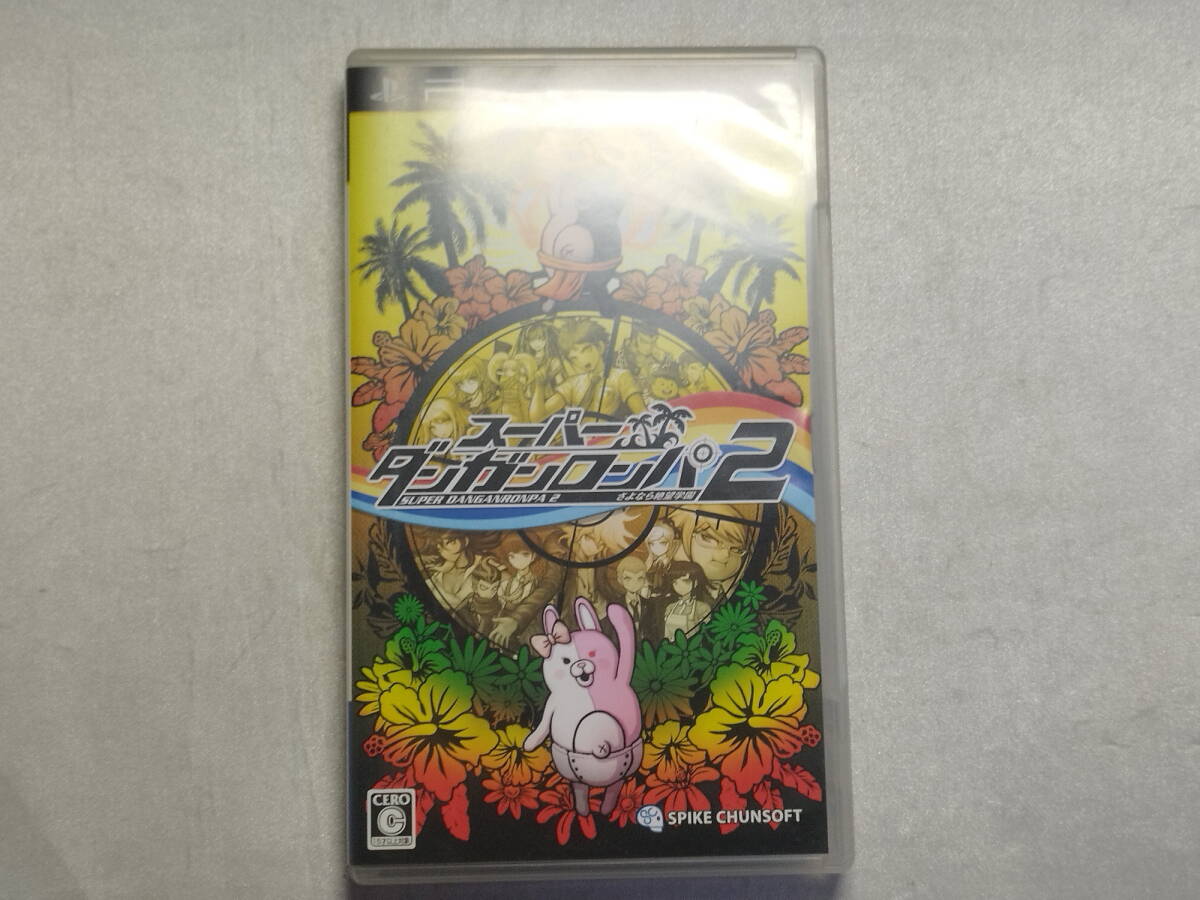 スーパー
ダンガンロンパ2
SUPER DANGANRONPA 2 さよなら絶望学園
CERO
C
SPIKE CHUNSOFT